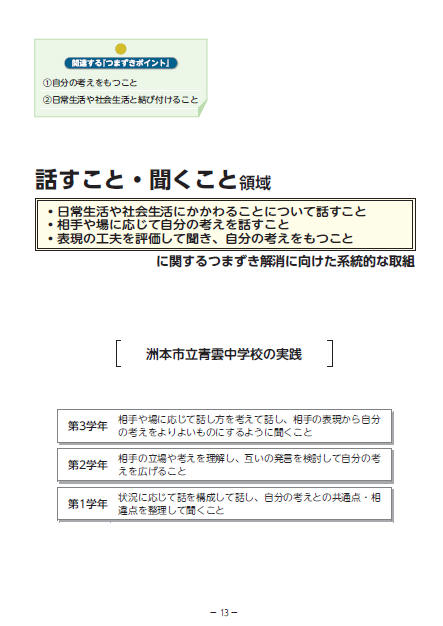 関連する「つまずきポイント」
①自分の考えをもつこと
②日常生活や社会生活と結び付けること
話すこと・聞くこと領域
・日常生活や社会生活にかかわることについて話すこと
・相手や場に応じて自分の考えを話すこと
・表現の工夫を評価して聞き、自分の考えをもつこと
に関するつまずき解消に向けた系統的な取組
洲本市立青雲中学校の実践
第3学年
相手や場に応じて話し方を考えて話し、相手の表現から自分
の考えをよりよいものにするように聞くこと
第2学年
相手の立場や考えを理解し、互いの発言を検討して自分の考
えを広げること
第1学年
状況に応じて話を構成して話し、自分の考えとの共通点・相
違点を整理して聞くこと
− 13 −